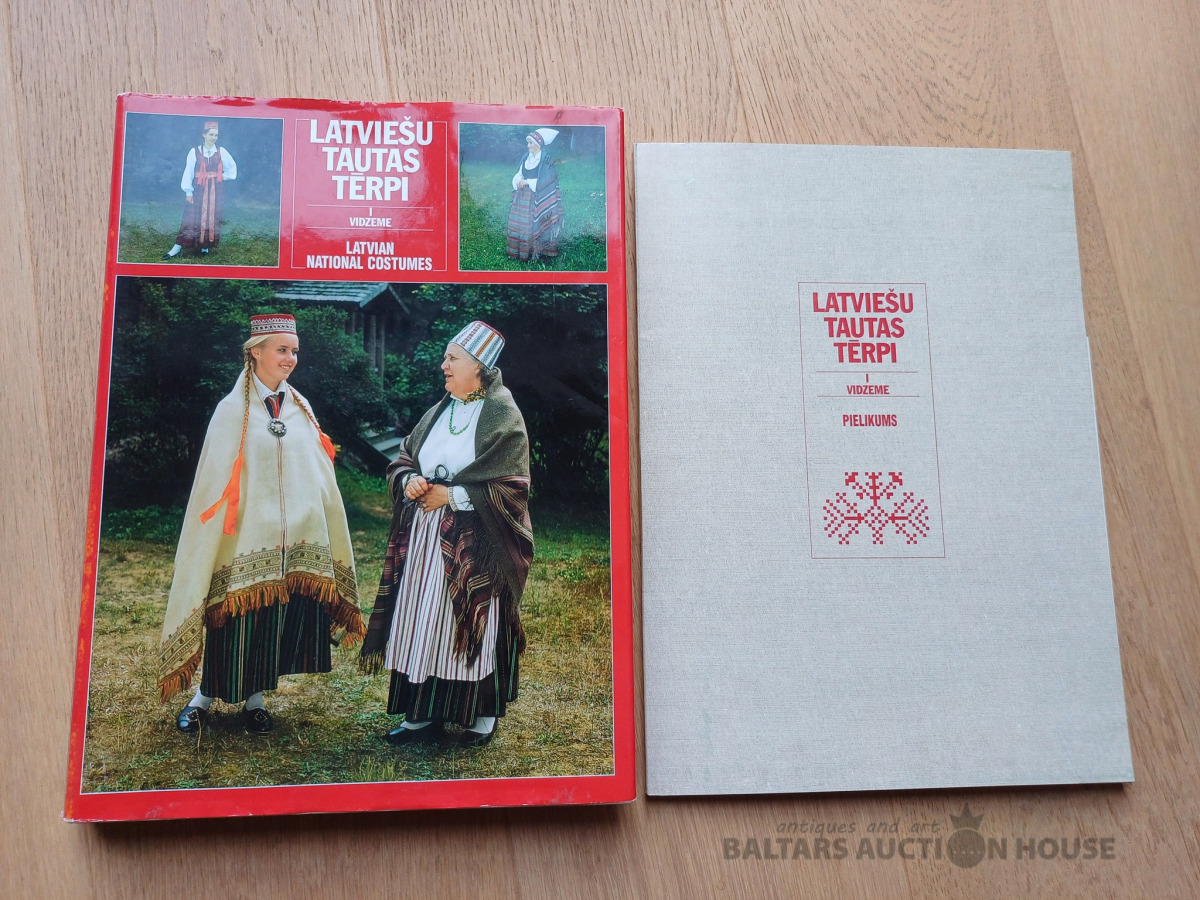 LATVIEŠU
TAUTAS
TĒRPI
I
VIDZEME
LATVIAN
NATIONAL COSTUMES
LATVIEŠU
TAUTAS
TĒRPI
I
VIDZEME
PIELIKUMS
antiques and art
BALTARS AUCTION HOUSE